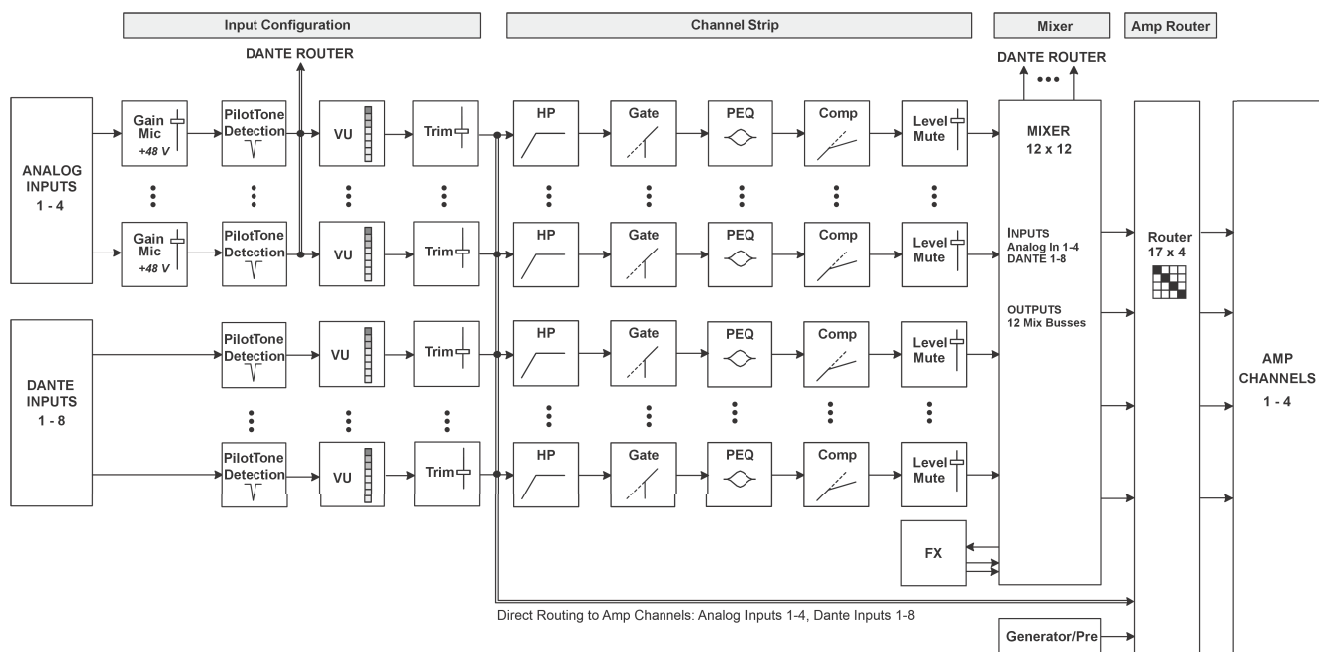 Input Configuration
Channel Strip
Mixer
Amp Router
DANTE ROUTER
DANTE ROUTER
ANALOG
INPUTS
1 - 4
Gain
Mic
+48 V
PilotTone
Detection
VU
Trim
HP
Gate
PEQ
Comp
Level
Mute
Gain
Mic
+48 V
PilotTone
Detection
VU
Trim
HP
Gate
PEQ
Comp
Level
Mute
DANTE
INPUTS
1 - 8
PilotTone
Detection
VU
Trim
HP
Gate
PEQ
Comp
Level
Mute
PilotTone
Detection
VU
Trim
HP
Gate
PEQ
Comp
Level
Mute
MIXER
12 x 12
INPUTS
Analog In 1-4
DANTE 1-8
OUTPUTS
12 Mix Busses
Router
17 x 4
AMP
CHANNELS
1 - 4
FX
Direct Routing to Amp Channels: Analog Inputs 1-4, Dante Inputs 1-8
Generator/Pre